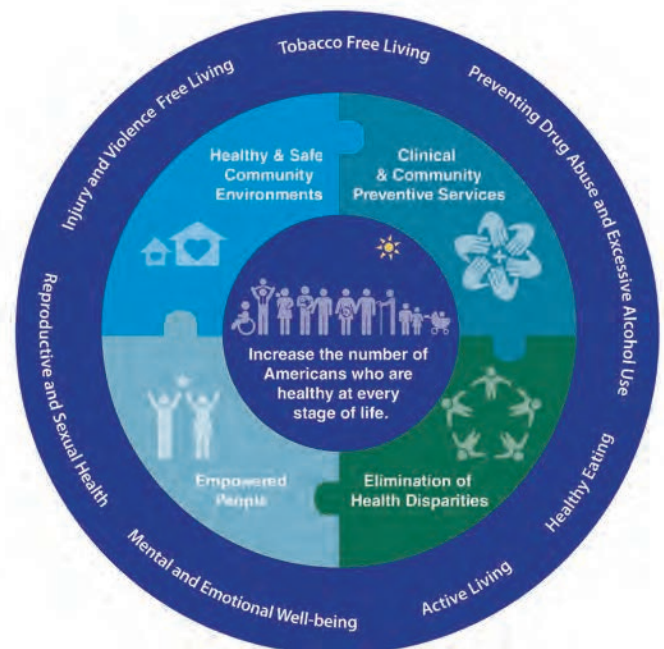 Tobacco Free Living
Preventing Drug Abuse and Excessive Alcohol Use
Healthy Eating
Active Living
Mental and Emotional Well-being
Reproductive and Sexual Health
Injury and Violence Free Living
Healthy & Safe
Community
Environments
Clinical
& Community
Preventive Services
Increase the number of
Americans who are
healthy at every
stage of life.
Empowered
People
Elimination of
Health Disparities